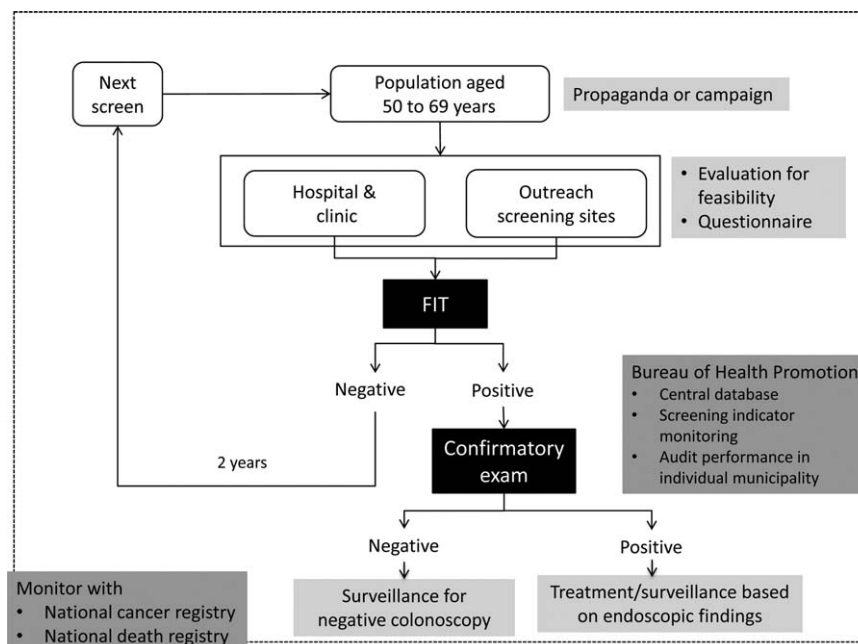 Next
screen
Population aged
50 to 69 years
Propaganda or campaign
Hospital &
clinic
Outreach
screening sites
• Evaluation for
feasibility
• Questionnaire
FIT
Negative
Positive
2 years
Bureau of Health Promotion
• Central database
• Screening indicator
monitoring
• Audit performance in
individual municipality
Confirmatory
exam
Negative
Positive
Surveillance for
negative colonoscopy
Treatment/surveillance based
on endoscopic findings
Monitor with
• National cancer registry
• National death registry